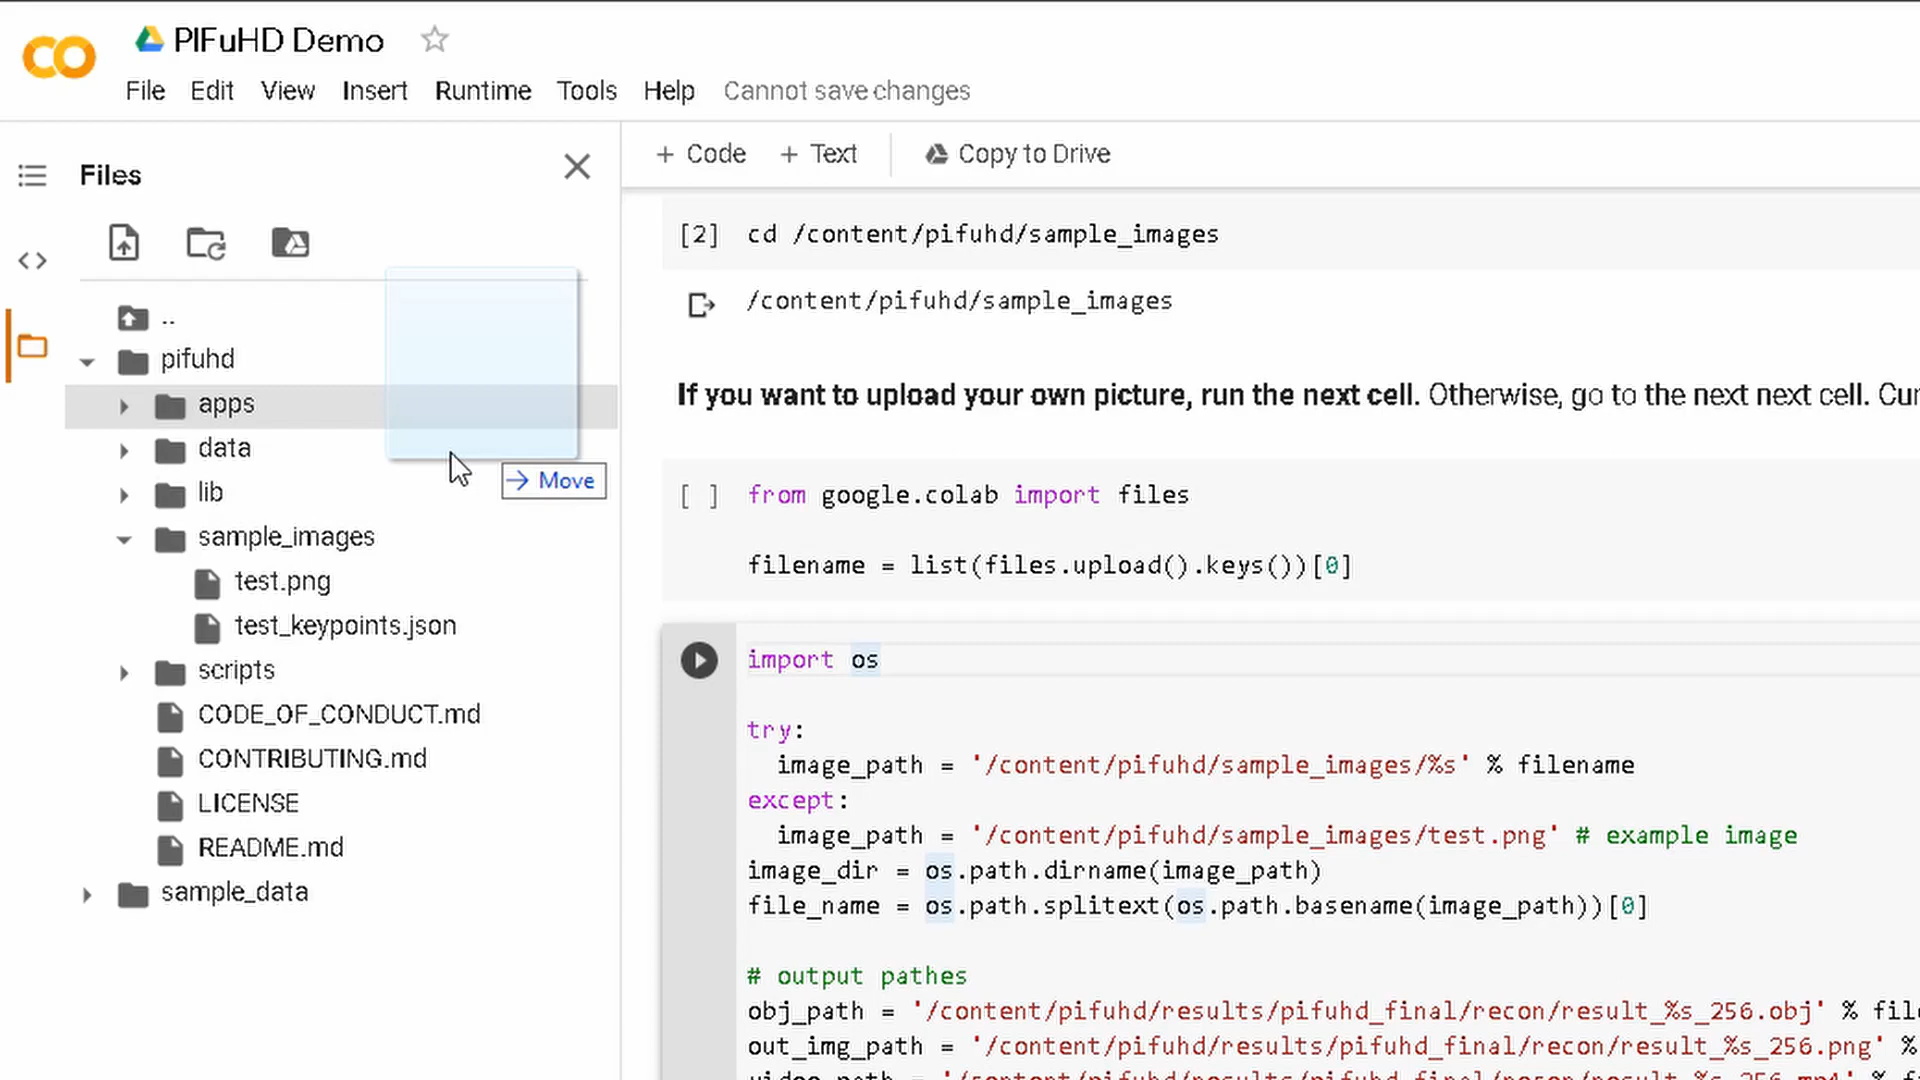 PIFuHD Demo
File Edit View Insert Runtime Tools Help Cannot save changes
Files
+ Code + Text Copy to Drive
..
pifuhd
apps
data
lib
sample_images
test.png
test_keypoints.json
scripts
CODE_OF_CONDUCT.md
CONTRIBUTING.md
LICENSE
README.md
sample_data
Move
[2] cd /content/pifuhd/sample_images
/content/pifuhd/sample_images
If you want to upload your own picture, run the next cell. Otherwise, go to the next next cell. Cur
[ ] from google.colab import files
filename = list(files.upload().keys())[0]
import os
try:
image_path = '/content/pifuhd/sample_images/%s' % filename
except:
image_path = '/content/pifuhd/sample_images/test.png' # example image
image_dir = os.path.dirname(image_path)
file_name = os.path.splitext(os.path.basename(image_path))[0]
# output pathes
obj_path = '/content/pifuhd/results/pifuhd_final/recon/result_%s_256.obj' % fil
out_img_path = '/content/pifuhd/results/pifuhd_final/recon/result_%s_256.png' %